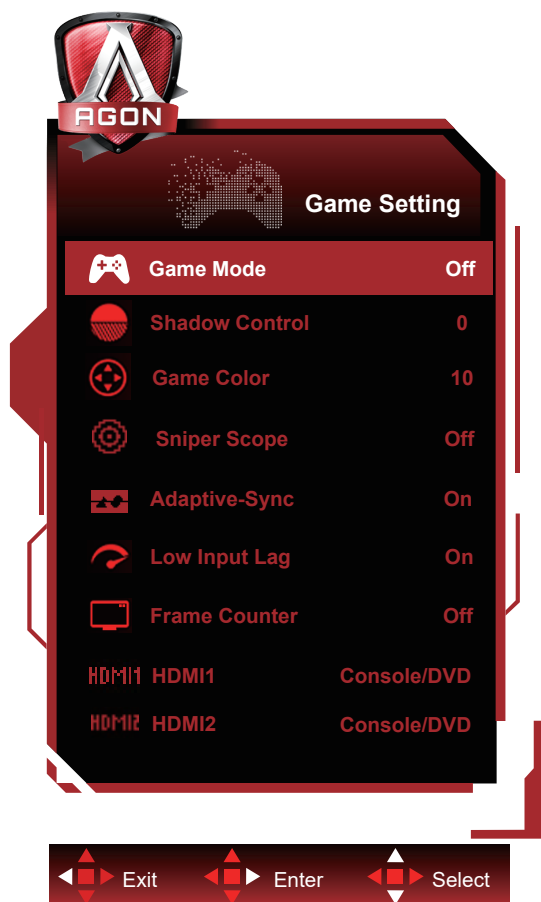 AGON
Game Setting
Game Mode Off
Shadow Control 0
Game Color 10
Sniper Scope Off
Adaptive-Sync On
Low Input Lag On
Frame Counter Off
HDMI1 HDMI1 Console/DVD
HDMI2 HDMI2 Console/DVD
Exit Enter Select